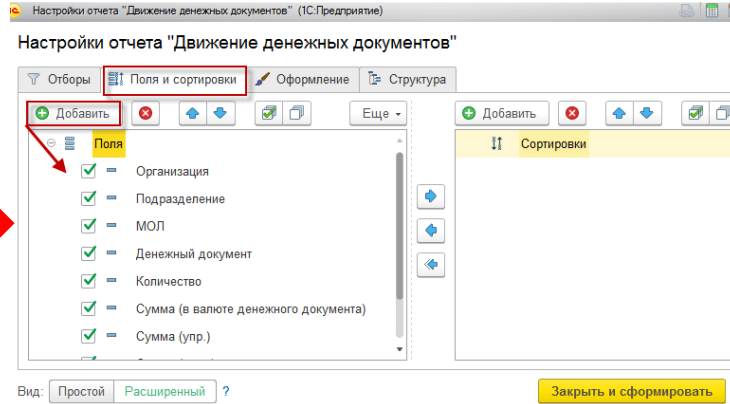 Настройки отчета "Движение денежных документов" (1С:Предприятие)
Настройки отчета "Движение денежных документов"
Отборы Поля и сортировки Оформление Структура
Добавить Еще Добавить
Поля Сортировки
Организация
Подразделение
МОЛ
Денежный документ
Количество
Сумма (в валюте денежного документа)
Сумма (упр.)
Вид: Простой Расширенный ? Закрыть и сформировать